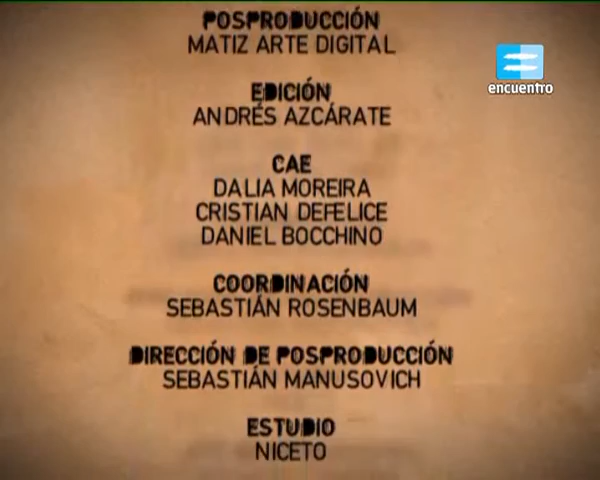 POSPRODUCCIÓN
MATIZ ARTE DIGITAL
encuentro
EDICIÓN
ANDRÉS AZCÁRATE
CAE
DALIA MOREIRA
CRISTIAN DEFELICE
DANIEL BOCCHINO
COORDINACIÓN
SEBASTIÁN ROSENBAUM
DIRECCIÓN DE POSPRODUCCIÓN
SEBASTIÁN MANUSOVICH
ESTUDIO
NICETO